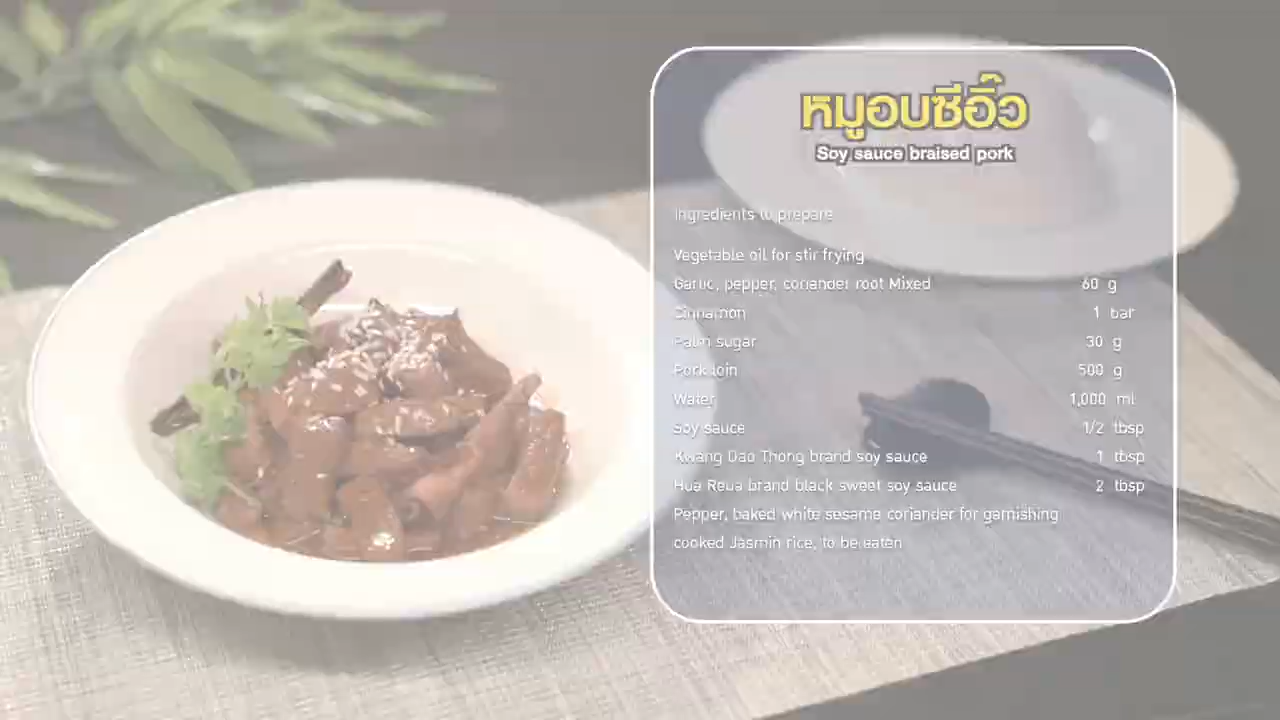 หมูอบซีอิ๊ว
Soy sauce braised pork
Ingredients to prepare
Vegetable oil for stir frying
Garlic, pepper, coriander root Mixed 60 g
Cinnamon 1 bar
Palm sugar 30 g
Pork loin 500 g
Water 1,000 ml
Soy sauce 1/2 tbsp
Kwang Dao Thong brand soy sauce 1 tbsp
Hua Reua brand black sweet soy sauce 2 tbsp
Pepper, baked white sesame coriander for garnishing
cooked Jasmin rice, to be eaten